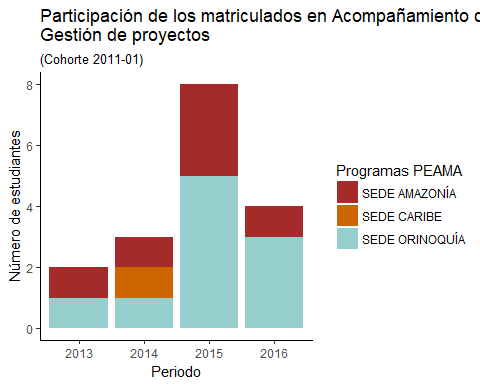 Participación de los matriculados en Acompañamiento
Gestión de proyectos
(Cohorte 2011-01)
Número de estudiantes
8
6
4
2
0
2013 2014 2015 2016
Periodo
Programas PEAMA
SEDE AMAZONÍA
SEDE CARIBE
SEDE ORINOQUÍA